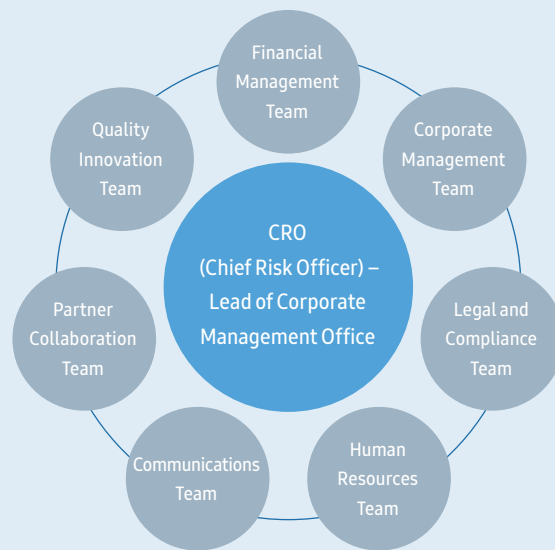 Financial
Management
Team
Quality
Innovation
Team
Corporate
Management
Team
CRO
(Chief Risk Officer) –
Lead of Corporate
Management Office
Partner
Collaboration
Team
Legal and
Compliance
Team
Communications
Team
Human
Resources
Team